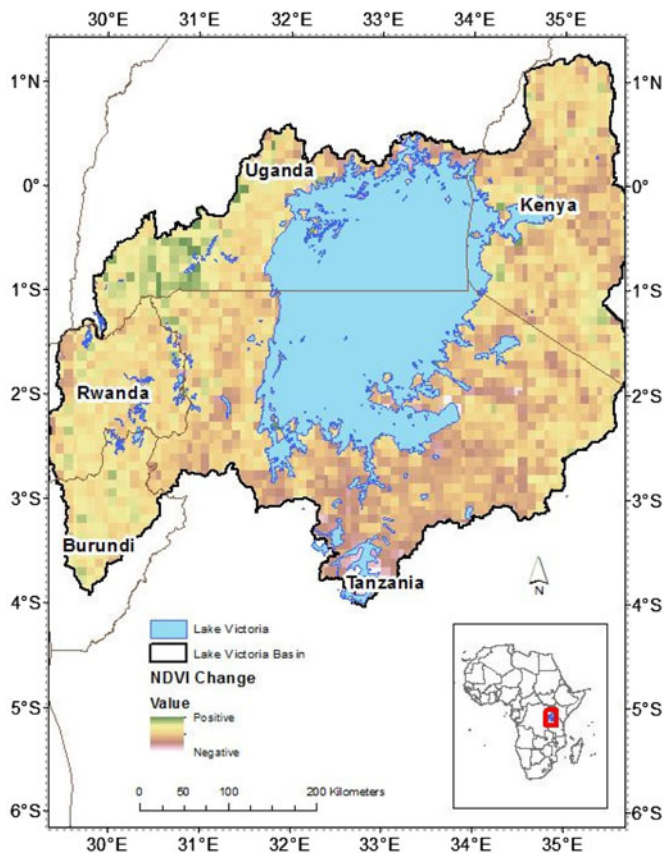 30°E 31°E 32°E 33°E 34°E 35°E
1°N 1°N
Uganda
0° 0°
Kenya
1°S 1°S
Rwanda
2°S 2°S
3°S 3°S
Burundi
Tanzania
4°S 4°S
N
Lake Victoria
Lake Victoria Basin
NDVI Change
Value
Positive
Negative
5°S 5°S
0 50 100 200 Kilometers
6°S 6°S
30°E 31°E 32°E 33°E 34°E 35°E